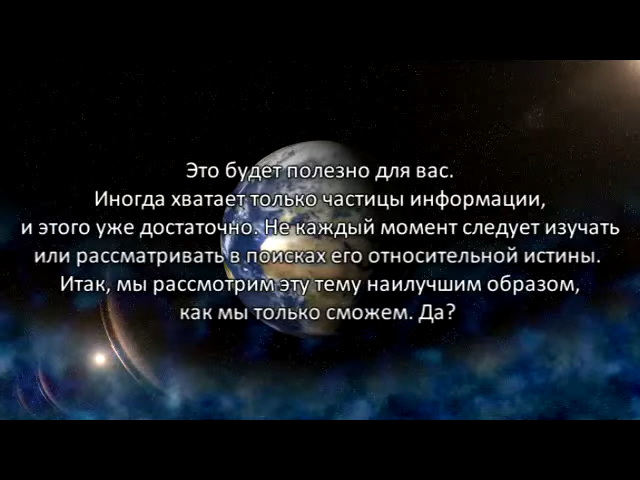 Это будет полезно для вас.
Иногда хватает только частицы информации,
и этого уже достаточно. Не каждый момент следует изучать
или рассматривать в поисках его относительной истины.
Итак, мы рассмотрим эту тему наилучшим образом,
как мы только сможем. Да?